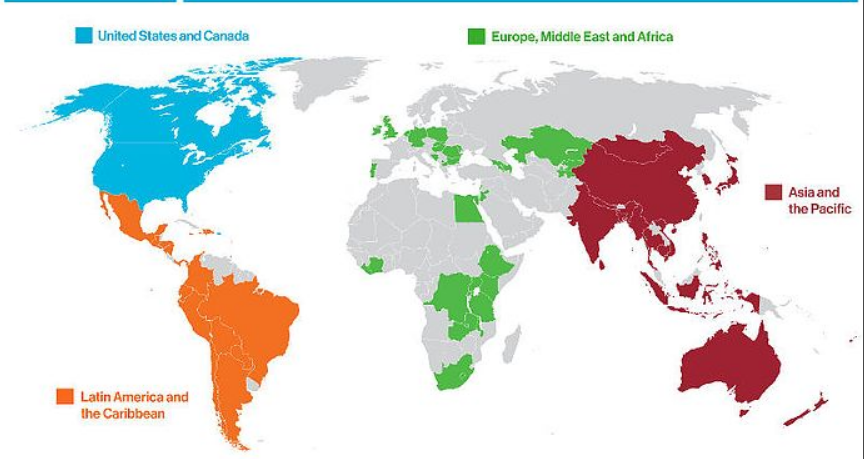 United States and Canada
Europe, Middle East and Africa
Asia and
the Pacific
Latin America and
the Caribbean